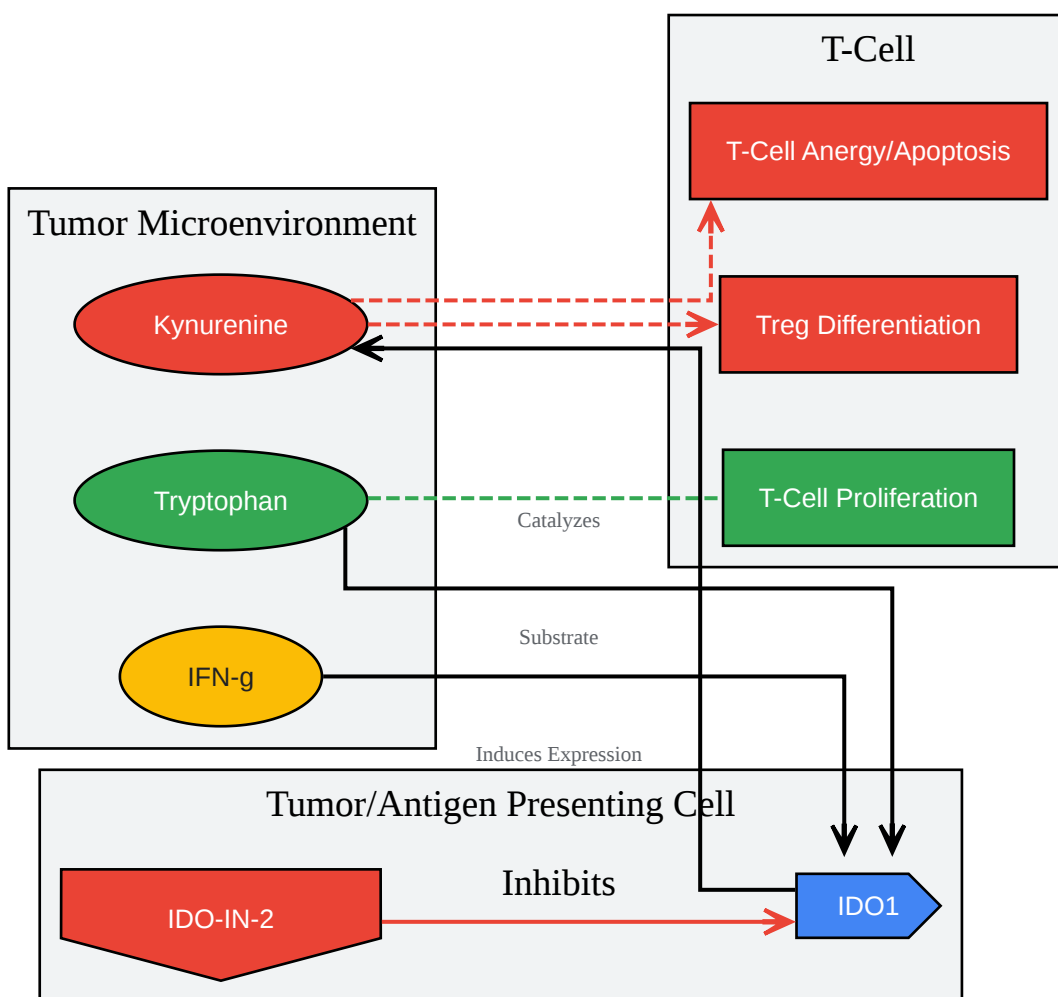 T-Cell
T-Cell Anergy/Apoptosis
Tumor Microenvironment
Kynurenine
Treg Differentiation
Tryptophan
T-Cell Proliferation
Catalyzes
Substrate
IFN-g
Induces Expression
Tumor/Antigen Presenting Cell
Inhibits
IDO-IN-2
IDO1